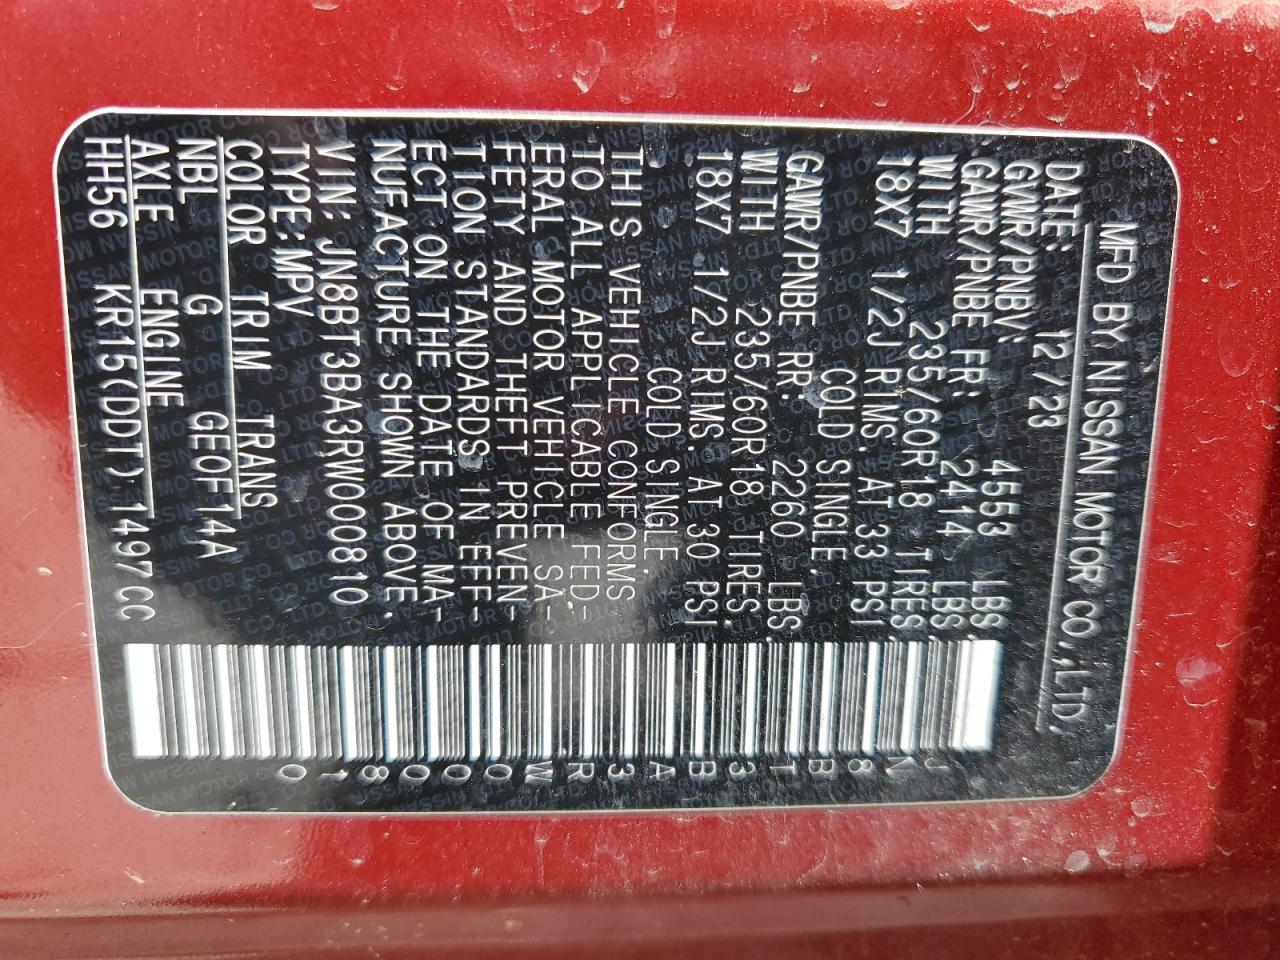 MFD BY NISSAN MOTOR CO.,LTD.
DATE: 12/23
GVWR/PNBV: 4553 LBS.
GAWR/PNBE FR: 2414 LBS.
WITH 235/60R18 TIRES,
18X7 1/2J RIMS. AT 33 PSI
COLD SINGLE.
GAWR/PNBE RR: 2260 LBS.
WITH 235/60R18 TIRES,
18X7 1/2J RIMS. AT 30 PSI
COLD SINGLE.
THIS VEHICLE CONFORMS
TO ALL APPLICABLE FED-
ERAL MOTOR VEHICLE SA-
FETY AND THEFT PREVEN-
TION STANDARDS IN EFF-
ECT ON THE DATE OF MA-
NUFACTURE SHOWN ABOVE.
VIN: JN8BT3BA3RW000810
TYPE:MPV
COLOR TRIM TRANS
NBL G GE0F14A
AXLE ENGINE
HH56 KR15(DDT) 1497CC
JN8BT3BA3RW000810